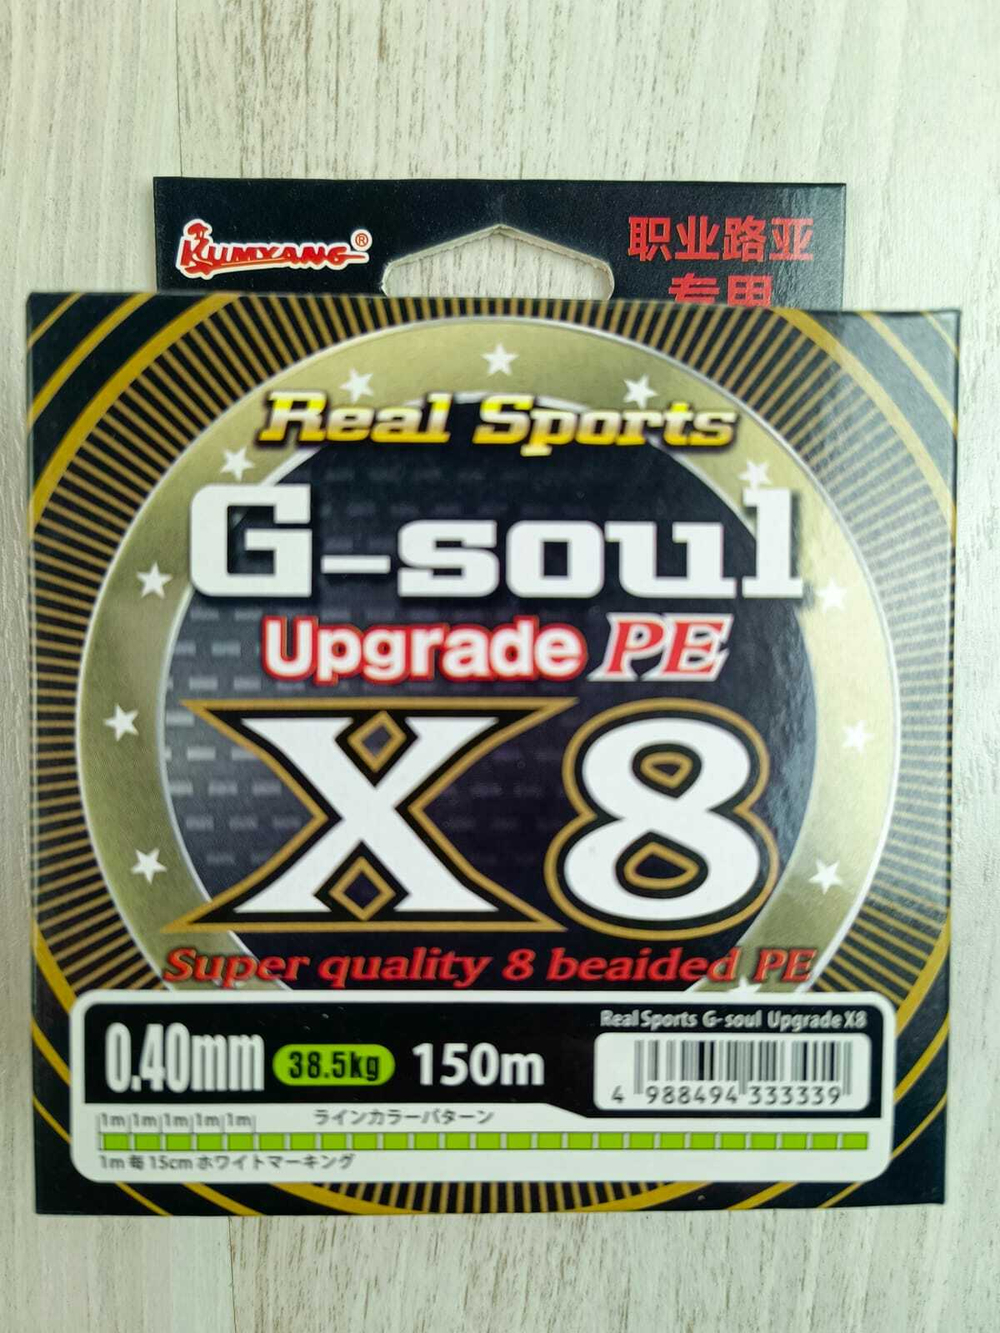 KUMYANG®
职业路亚
专用
Real Sports
G-soul
Upgrade PE
X8
Super quality 8 beaided PE
0.40mm 38.5kg 150m
Real Sports G-soul Upgrade X8
4 988494 333339
1m 1m 1m 1m 1m ラインカラーパターン
1m 毎 15cm ホワイトマーキング